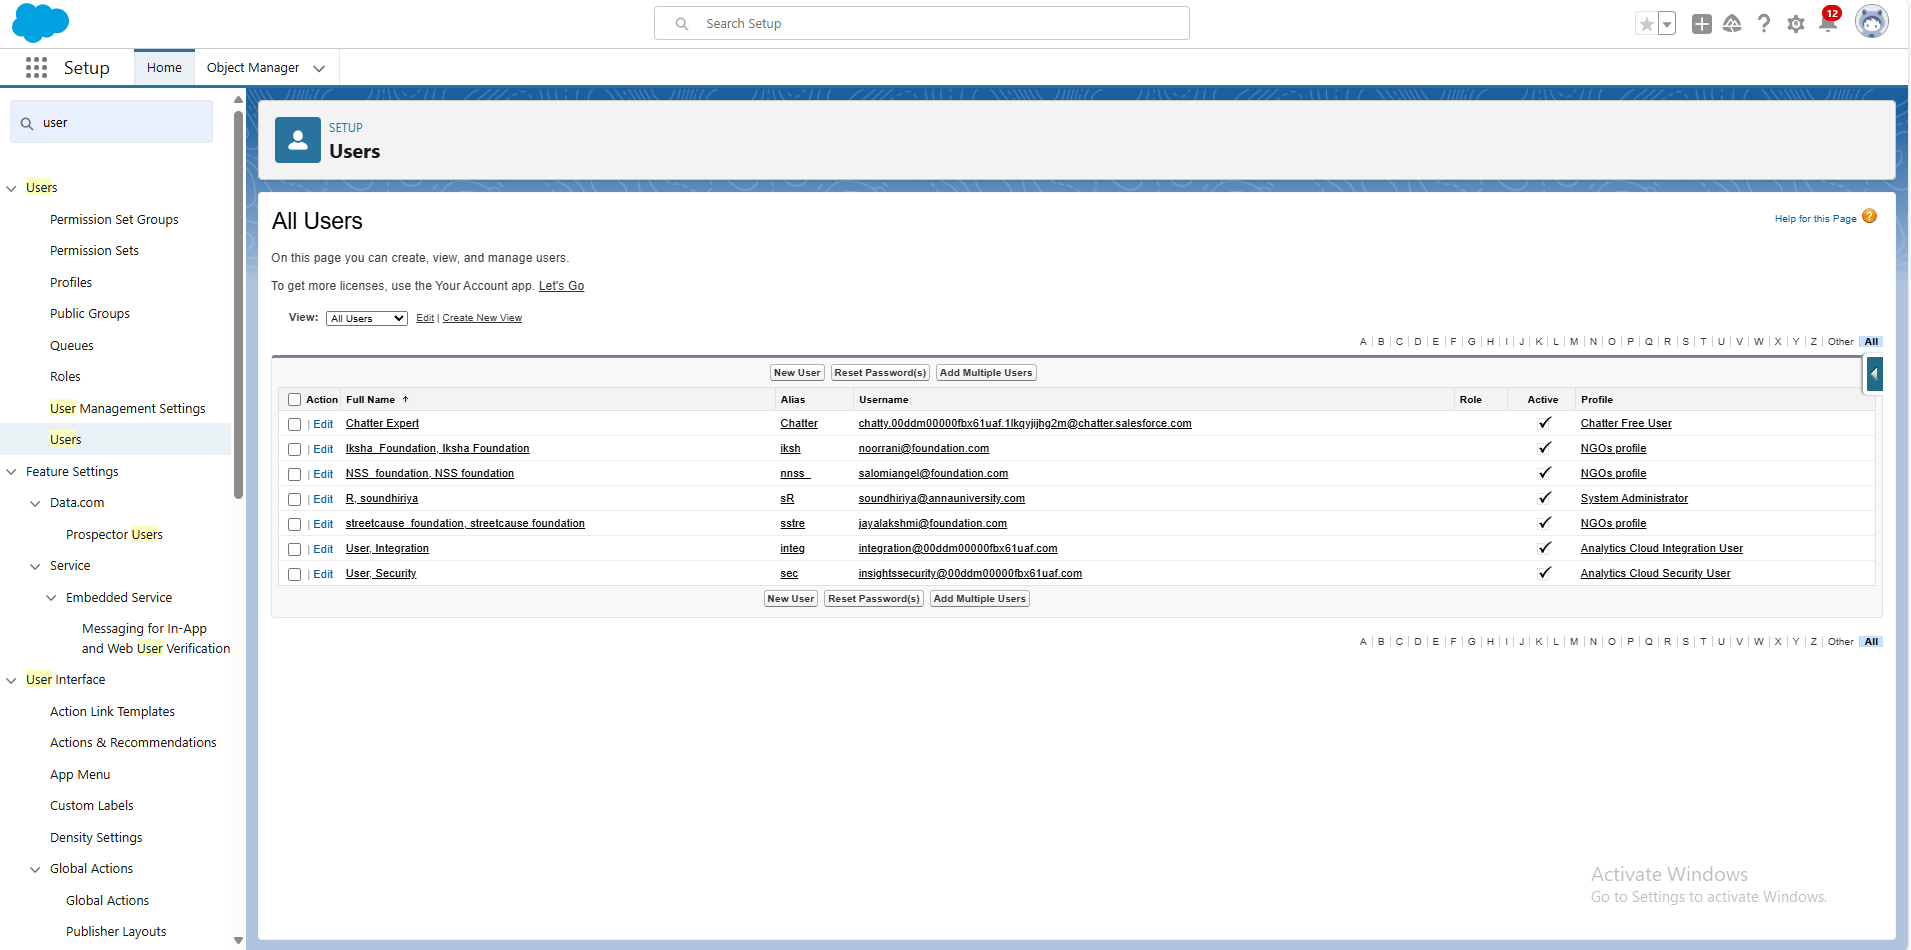 Search Setup
12
Setup
Home
Object Manager
user
Users
Permission Set Groups
Permission Sets
Profiles
Public Groups
Queues
Roles
User Management Settings
Users
Feature Settings
Data.com
Prospector Users
Service
Embedded Service
Messaging for In-App
and Web User Verification
User Interface
Action Link Templates
Actions & Recommendations
App Menu
Custom Labels
Density Settings
Global Actions
Global Actions
Publisher Layouts
SETUP
Users
All Users
Help for this Page ?
On this page you can create, view, and manage users.
To get more licenses, use the Your Account app. Let's Go
View: All Users Edit | Create New View
A | B | C | D | E | F | G | H | I | J | K | L | M | N | O | P | Q | R | S | T | U | V | W | X | Y | Z | Other All
New User Reset Password(s) Add Multiple Users
Action Full Name ↑ Alias Username Role Active Profile
| Edit Chatter Expert Chatter chatty.00ddm00000fbx61uaf.1lkqyjijhg2m@chatter.salesforce.com ✓ Chatter Free User
| Edit Iksha_Foundation, Iksha Foundation iksh noorrani@foundation.com ✓ NGOs profile
| Edit NSS_foundation, NSS foundation nnss_ salomiangel@foundation.com ✓ NGOs profile
| Edit R, soundhiriya sR soundhiriya@annauniversity.com ✓ System Administrator
| Edit streetcause_foundation, streetcause foundation sstre jayalakshmi@foundation.com ✓ NGOs profile
| Edit User, Integration integ integration@00ddm00000fbx61uaf.com ✓ Analytics Cloud Integration User
| Edit User, Security sec insightssecurity@00ddm00000fbx61uaf.com ✓ Analytics Cloud Security User
New User Reset Password(s) Add Multiple Users
A | B | C | D | E | F | G | H | I | J | K | L | M | N | O | P | Q | R | S | T | U | V | W | X | Y | Z | Other All
Activate Windows
Go to Settings to activate Windows.